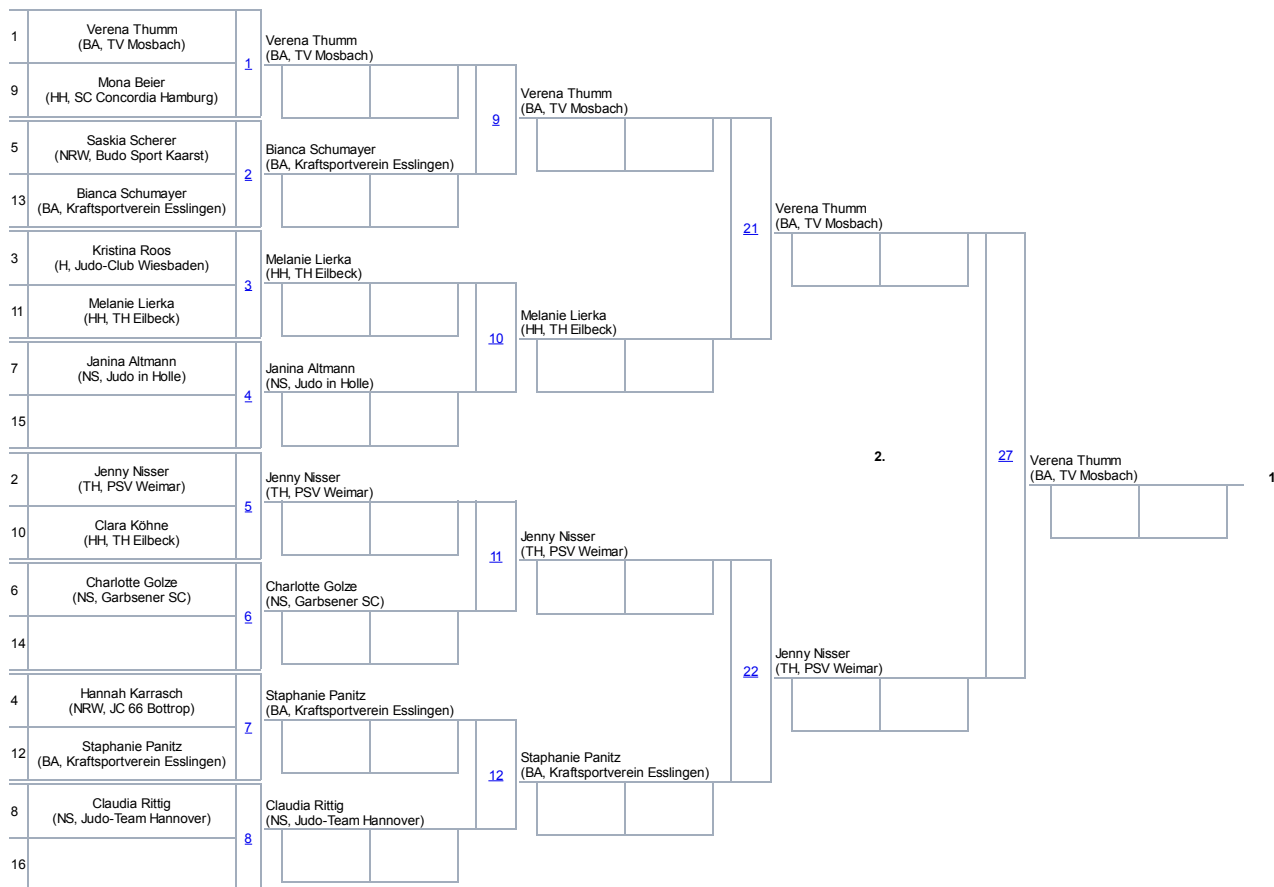 1
Verena Thumm
(BA, TV Mosbach)
9
Mona Beier
(HH, SC Concordia Hamburg)
1
5
Saskia Scherer
(NRW, Budo Sport Kaarst)
13
Bianca Schumayer
(BA, Kraftsportverein Esslingen)
2
3
Kristina Roos
(H, Judo-Club Wiesbaden)
11
Melanie Lierka
(HH, TH Eilbeck)
3
7
Janina Altmann
(NS, Judo in Holle)
15
4
2
Jenny Nisser
(TH, PSV Weimar)
10
Clara Köhne
(HH, TH Eilbeck)
5
6
Charlotte Golze
(NS, Garbsener SC)
14
6
4
Hannah Karrasch
(NRW, JC 66 Bottrop)
12
Staphanie Panitz
(BA, Kraftsportverein Esslingen)
7
8
Claudia Rittig
(NS, Judo-Team Hannover)
16
8
Verena Thumm
(BA, TV Mosbach)
Bianca Schumayer
(BA, Kraftsportverein Esslingen)
9
Melanie Lierka
(HH, TH Eilbeck)
Janina Altmann
(NS, Judo in Holle)
10
Jenny Nisser
(TH, PSV Weimar)
Charlotte Golze
(NS, Garbsener SC)
11
Staphanie Panitz
(BA, Kraftsportverein Esslingen)
Claudia Rittig
(NS, Judo-Team Hannover)
12
Verena Thumm
(BA, TV Mosbach)
Melanie Lierka
(HH, TH Eilbeck)
21
Jenny Nisser
(TH, PSV Weimar)
Staphanie Panitz
(BA, Kraftsportverein Esslingen)
22
Verena Thumm
(BA, TV Mosbach)
2.
Jenny Nisser
(TH, PSV Weimar)
27
Verena Thumm
(BA, TV Mosbach)
1